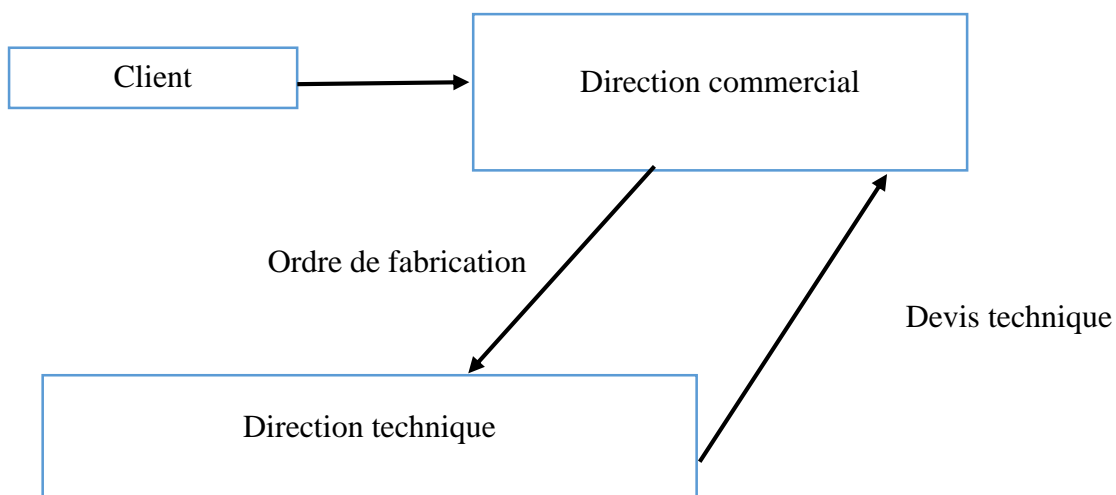 Client
Direction commercial
Ordre de fabrication
Devis technique
Direction technique